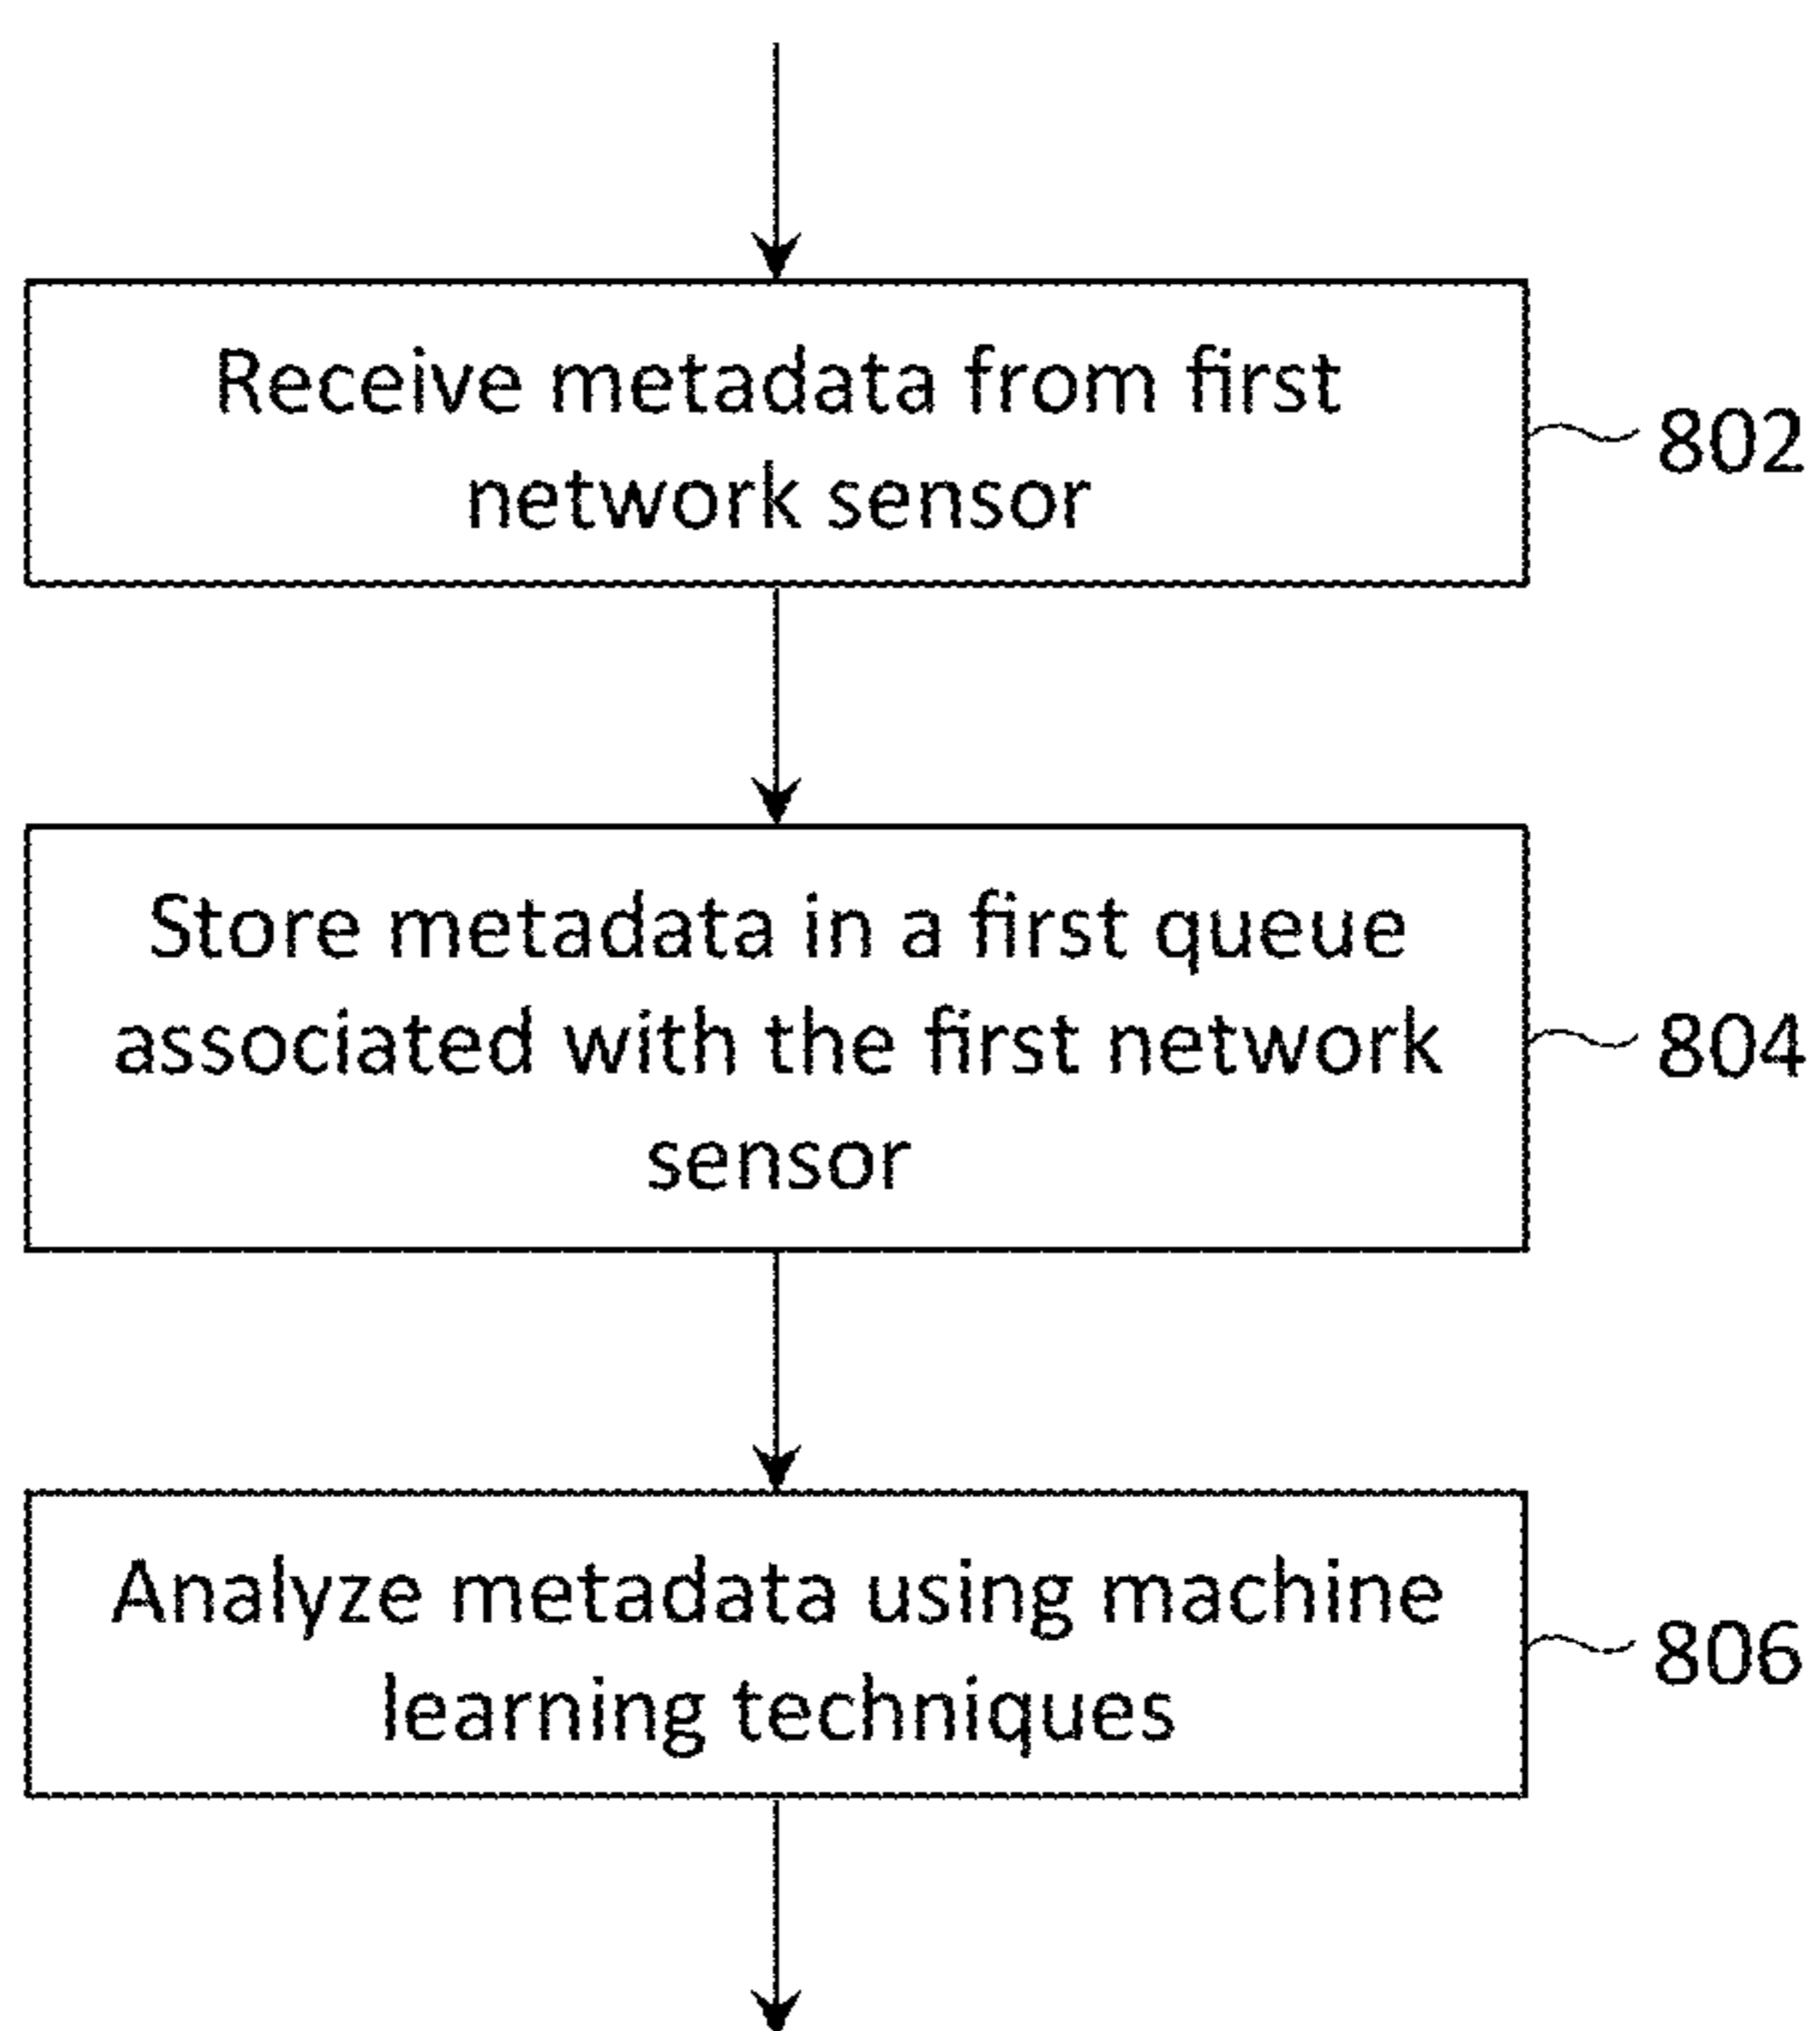 Receive metadata from first
network sensor
802
Store metadata in a first queue
associated with the first network
sensor
804
Analyze metadata using machine
learning techniques
806